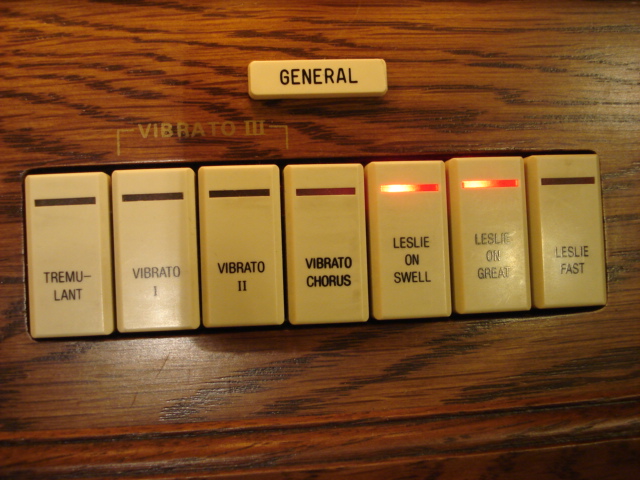 GENERAL
VIBRATO III
TREMU-
LANT
VIBRATO
I
VIBRATO
II
VIBRATO
CHORUS
LESLIE
ON
SWELL
LESLIE
ON
GREAT
LESLIE
FAST